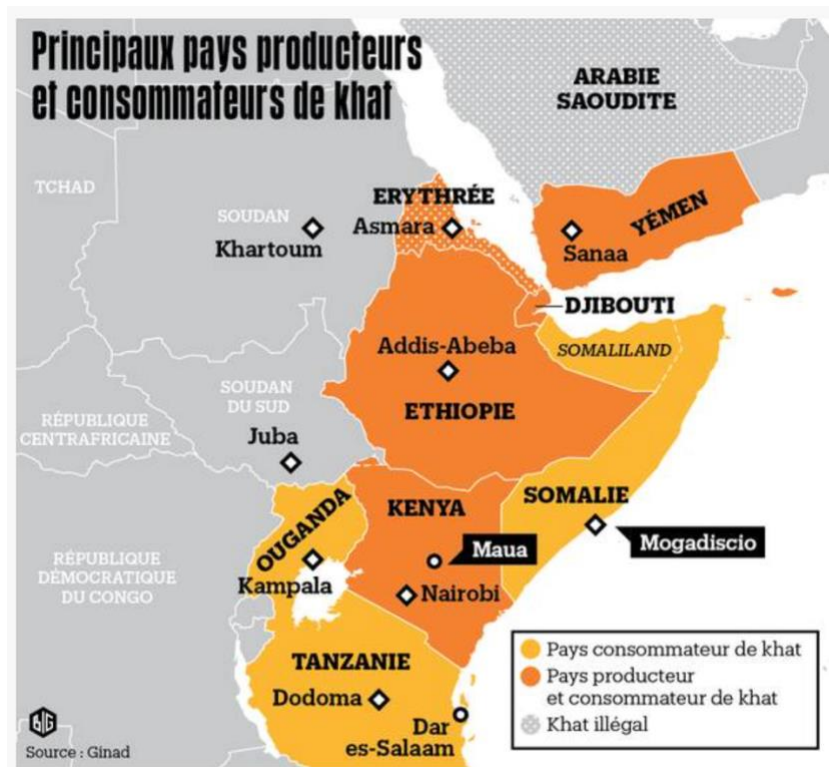 Principaux pays producteurs
et consommateurs de khat
ARABIE
SAOUDITE
TCHAD
SOUDAN
Khartoum
ERYTHRÉE
Asmara
YÉMEN
Sanaa
DJIBOUTI
SOMALILAND
Addis-Abeba
ETHIOPIE
SOUDAN
DU SUD
Juba
RÉPUBLIQUE
CENTRAFRICAINE
SOMALIE
Mogadiscio
OUGANDA
Kampala
KENYA
Maua
Nairobi
RÉPUBLIQUE
DÉMOCRATIQUE
DU CONGO
TANZANIE
Dodoma
Dar
es-Salaam
Pays consommateur de khat
Pays producteur
et consommateur de khat
Khat illégal
BIG
Source : Ginad